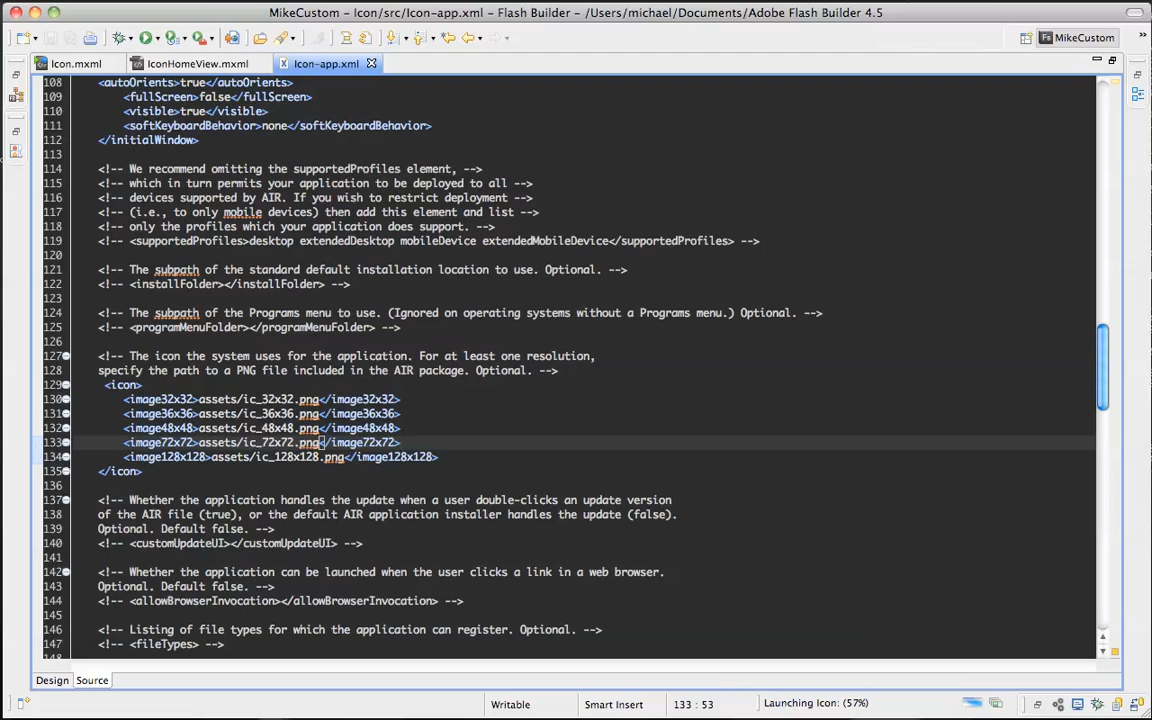 MikeCustom – Icon/src/Icon-app.xml – Flash Builder – /Users/michael/Documents/Adobe Flash Builder 4.5
MikeCustom
Icon.mxml
IconHomeView.mxml
Icon-app.xml
108 <autoOrients>true</autoOrients>
109 <fullScreen>false</fullScreen>
110 <visible>true</visible>
111 <softKeyboardBehavior>none</softKeyboardBehavior>
112 </initialWindow>
113
114 <!-- We recommend omitting the supportedProfiles element, -->
115 <!-- which in turn permits your application to be deployed to all -->
116 <!-- devices supported by AIR. If you wish to restrict deployment -->
117 <!-- (i.e., to only mobile devices) then add this element and list -->
118 <!-- only the profiles which your application does support. -->
119 <!-- <supportedProfiles>desktop extendedDesktop mobileDevice extendedMobileDevice</supportedProfiles> -->
120
121 <!-- The subpath of the standard default installation location to use. Optional. -->
122 <!-- <installFolder></installFolder> -->
123
124 <!-- The subpath of the Programs menu to use. (Ignored on operating systems without a Programs menu.) Optional. -->
125 <!-- <programMenuFolder></programMenuFolder> -->
126
127 <!-- The icon the system uses for the application. For at least one resolution,
128 specify the path to a PNG file included in the AIR package. Optional. -->
129 <icon>
130 <image32x32>assets/ic_32x32.png</image32x32>
131 <image36x36>assets/ic_36x36.png</image36x36>
132 <image48x48>assets/ic_48x48.png</image48x48>
133 <image72x72>assets/ic_72x72.png</image72x72>
134 <image128x128>assets/ic_128x128.png</image128x128>
135 </icon>
136
137 <!-- Whether the application handles the update when a user double-clicks an update version
138 of the AIR file (true), or the default AIR application installer handles the update (false).
139 Optional. Default false. -->
140 <!-- <customUpdateUI></customUpdateUI> -->
141
142 <!-- Whether the application can be launched when the user clicks a link in a web browser.
143 Optional. Default false. -->
144 <!-- <allowBrowserInvocation></allowBrowserInvocation> -->
145
146 <!-- Listing of file types for which the application can register. Optional. -->
147 <!-- <fileTypes> -->
Design Source
Writable Smart Insert 133 : 53 Launching Icon: (57%)